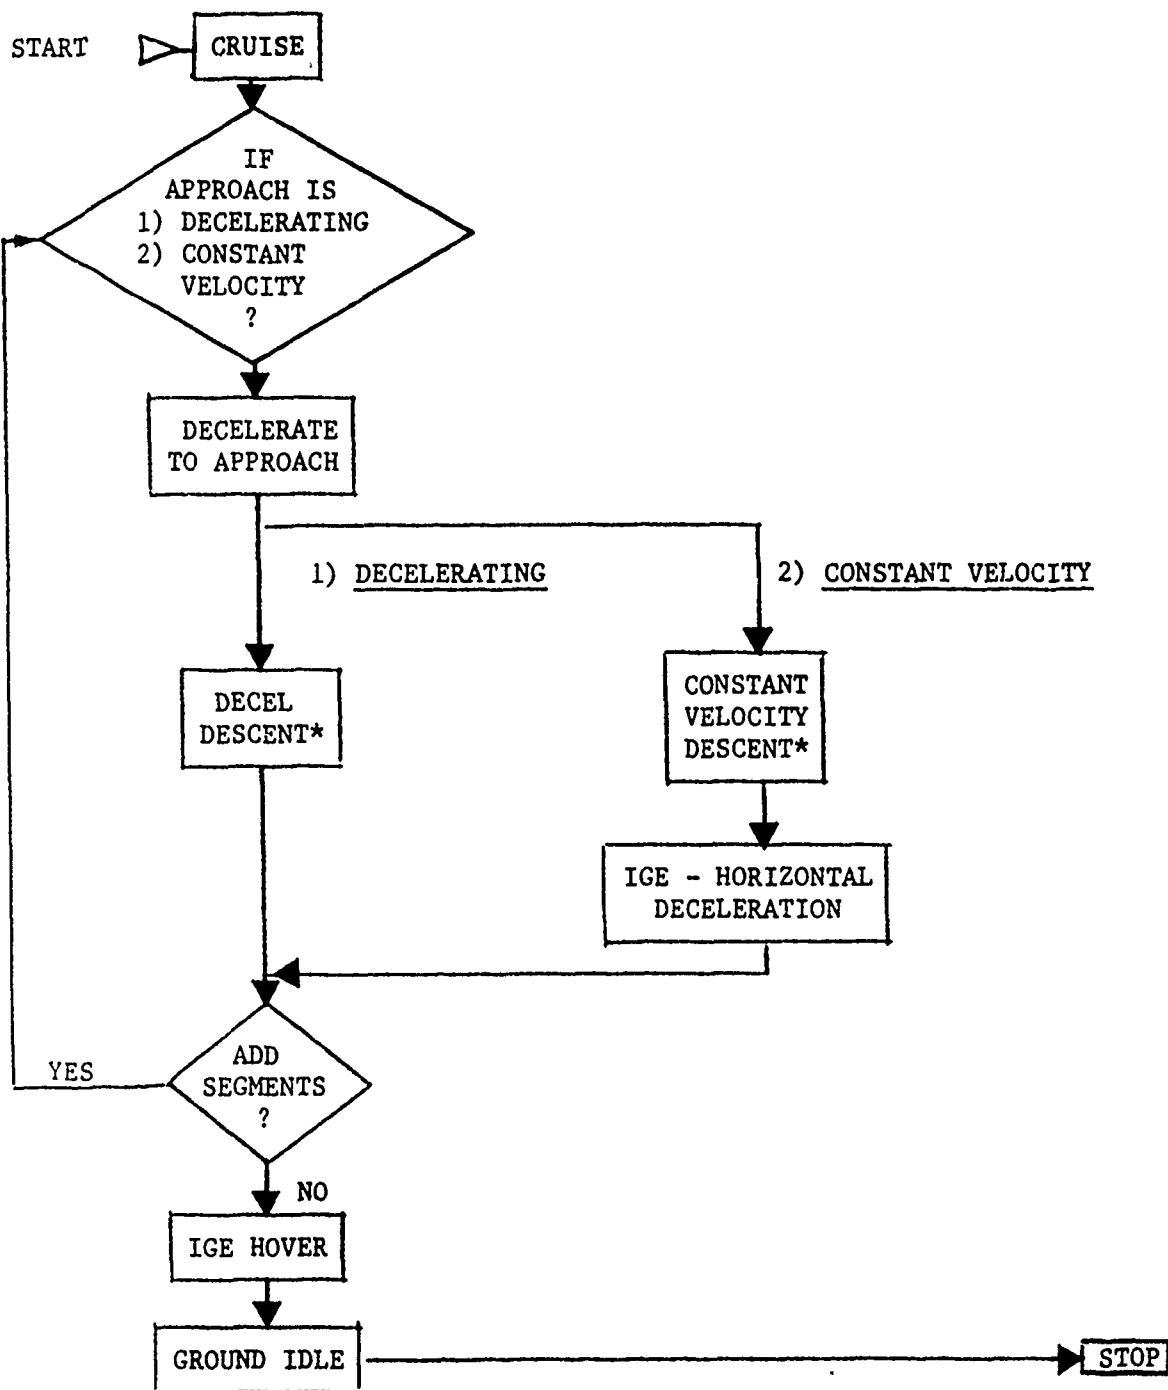 START
CRUISE
IF
APPROACH IS
1) DECELERATING
2) CONSTANT
VELOCITY
?
DECELERATE
TO APPROACH
1) DECELERATING
2) CONSTANT VELOCITY
DECEL
DESCENT*
CONSTANT
VELOCITY
DESCENT*
IGE - HORIZONTAL
DECELERATION
ADD
SEGMENTS
?
YES
NO
IGE HOVER
GROUND IDLE
STOP